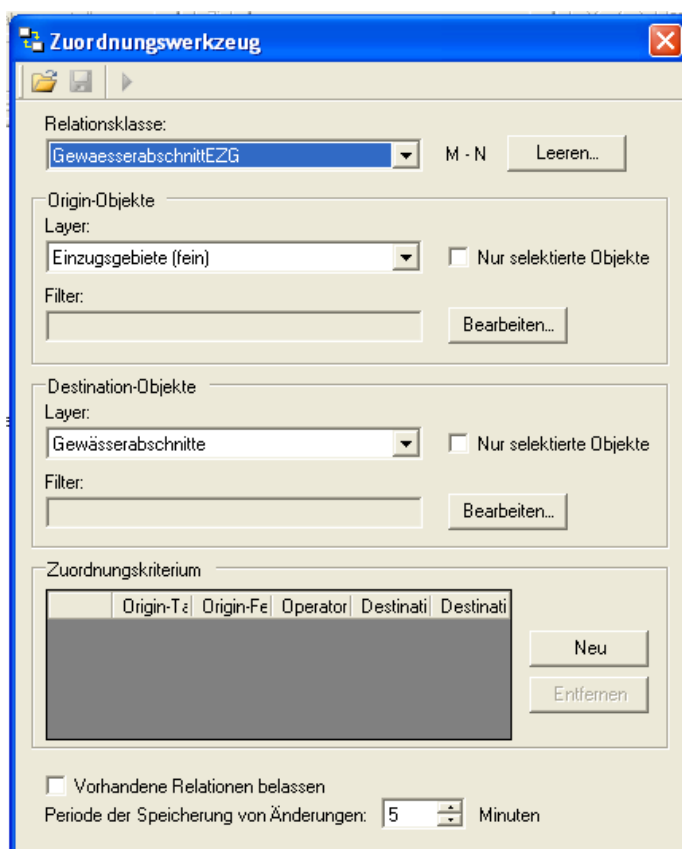 Zuordnungswerkzeug
Relationsklasse:
GewaesserabschnittEZG M - N Leeren...
Origin-Objekte
Layer:
Einzugsgebiete (fein) Nur selektierte Objekte
Filter:
Bearbeiten...
Destination-Objekte
Layer:
Gewässerabschnitte Nur selektierte Objekte
Filter:
Bearbeiten...
Zuordnungskriterium
Origin-Ta Origin-Fe Operator Destinati Destinati
Neu
Entfernen
Vorhandene Relationen belassen
Periode der Speicherung von Änderungen: 5 Minuten